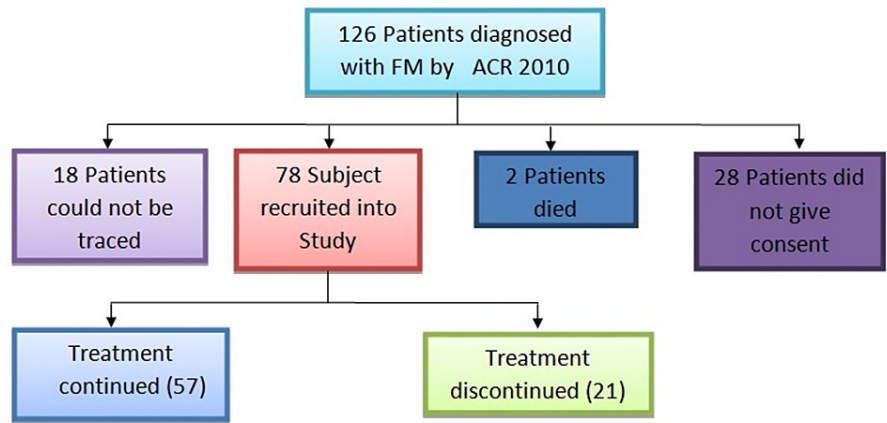 126 Patients diagnosed
with FM by ACR 2010
18 Patients
could not be
traced
78 Subject
recruited into
Study
2 Patients
died
28 Patients did
not give
consent
Treatment
continued (57)
Treatment
discontinued (21)